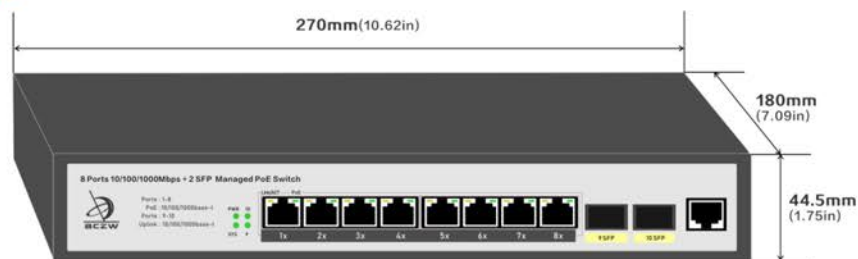 270mm(10.62in)
180mm
(7.09in)
44.5mm
(1.75in)
8 Ports 10/100/1000Mbps + 2 SFP Managed PoE Switch
Link/ACT PoE
BCZW
Ports : 1-8
PoE : 10/100/1000base-t
Ports : 9-10
Uplink : 10/100/1000base-t
PWR
SYS
1x 2x 3x 4x 5x 6x 7x 8x
9 SFP 10 SFP